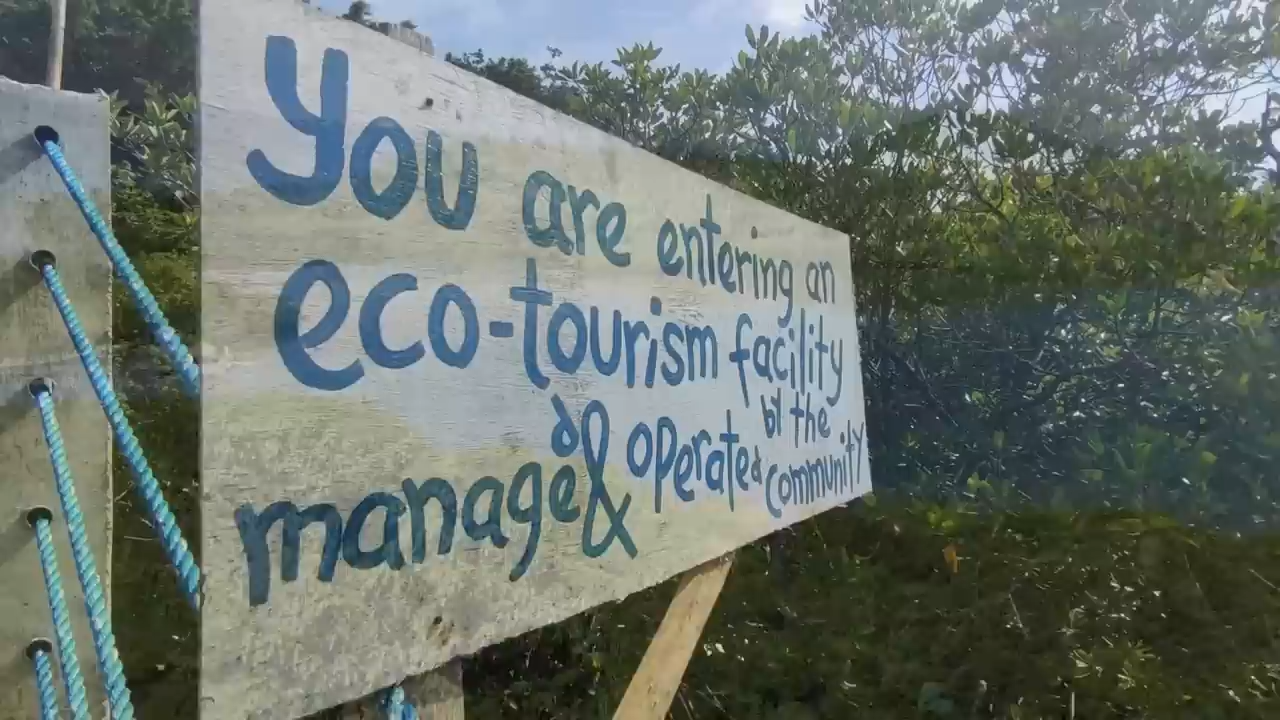 You are entering an
eco-tourism facility
managed & operated by the
community